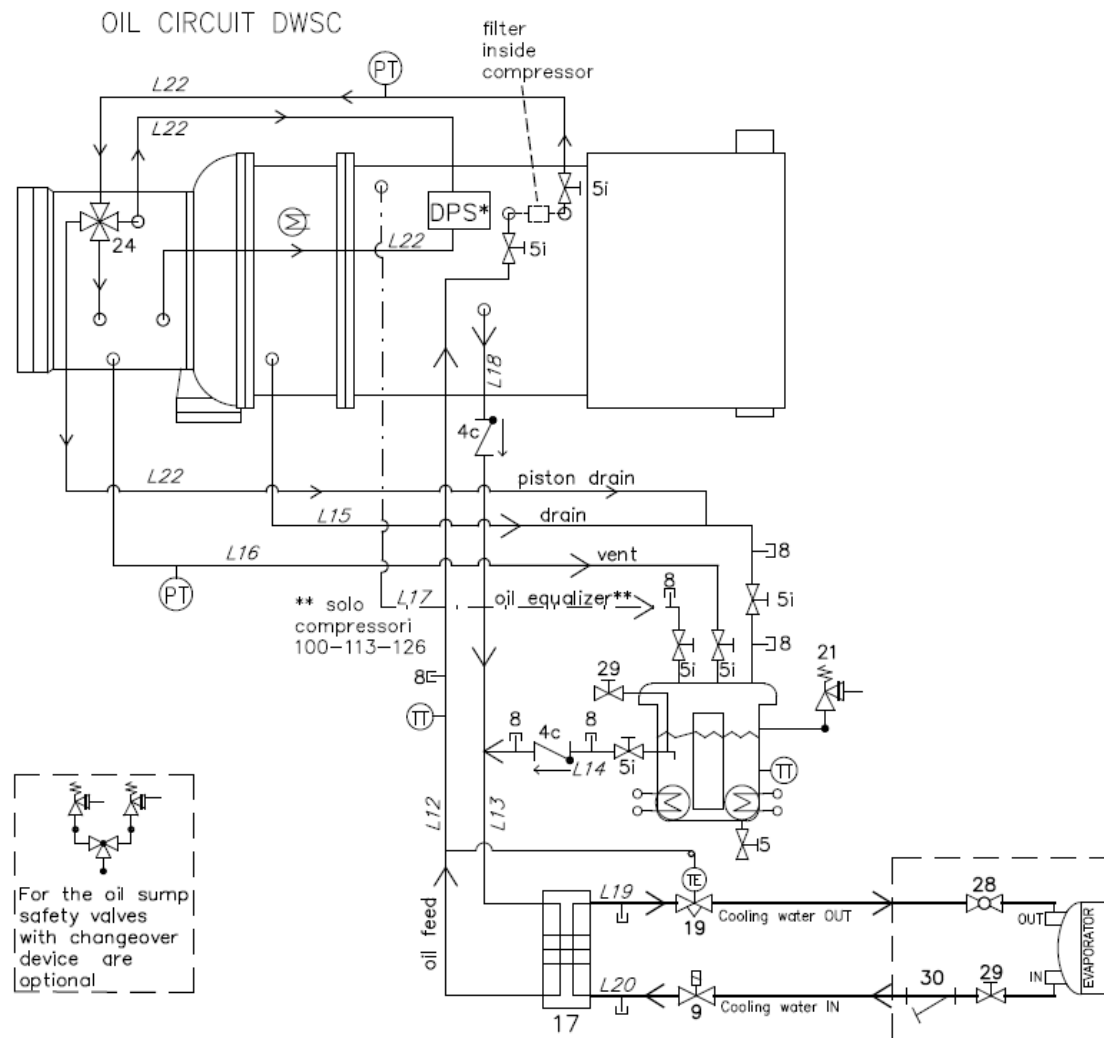 OIL CIRCUIT DWSC
filter
inside
compressor
PT
L22
L22
5i
DPS*
24
L22
5i
L18
4c
L22
piston drain
L15
drain
L16
vent
8
PT
** solo
compressori
100-113-126
L17
oil equalizer**
8
5i
8
5i
5i
21
29
8
TT
8
4c
8
5i
L14
TT
5
L12
L13
TE
For the oil sump
safety valves
with changeover
device are
optional
oil feed
L19
19
Cooling water OUT
28
OUT
EVAPORATOR
IN
L20
9
Cooling water IN
30
29
17